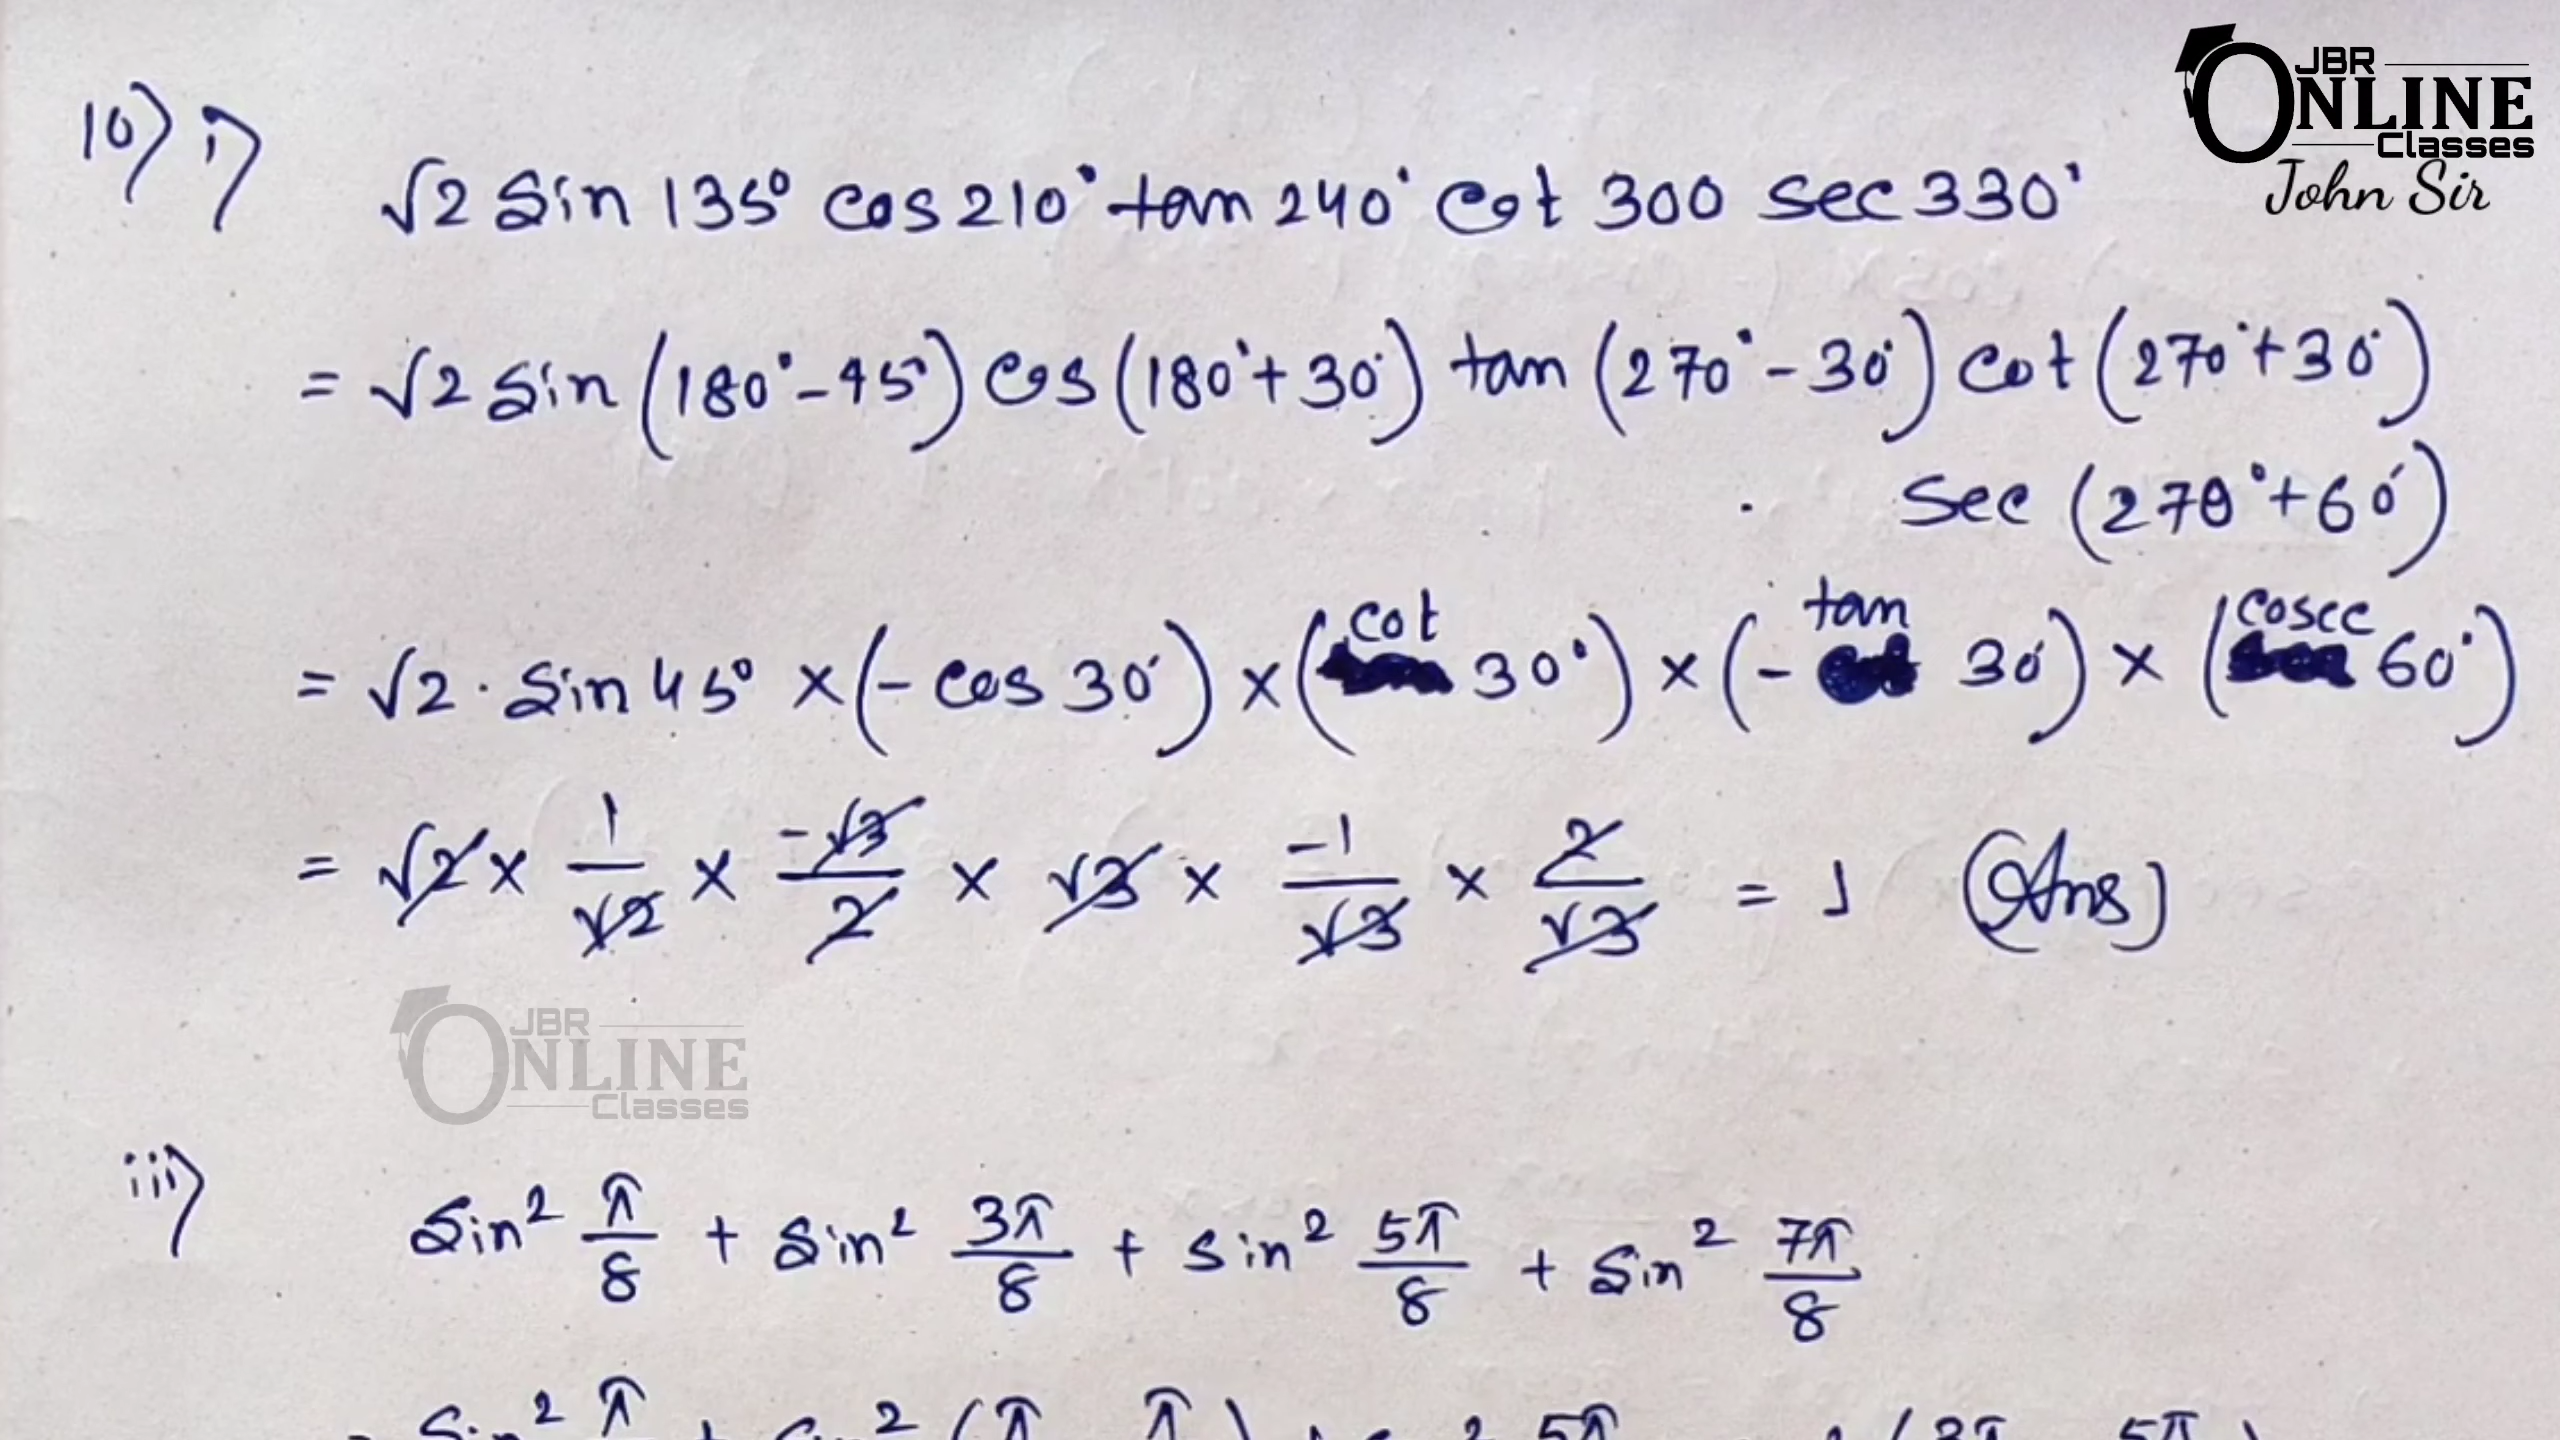 JBR
ONLINE
Classes
John Sir
10) i) √2 sin 135° cos 210° tan 240° cot 300 sec 330°
= √2 sin (180° - 45°) cos (180° + 30°) tan (270° - 30°) cot (270° + 30°)
sec (270° + 60°)
= √2 · sin 45° × (- cos 30°) × (cot 30°) × (- tan 30°) × (cosec 60°)
= √2 × 1/√2 × -√3/2 × √3 × -1/√3 × 2/√3 = 1 (Ans)
JBR
ONLINE
Classes
iii) sin² π/8 + sin² 3π/8 + sin² 5π/8 + sin² 7π/8